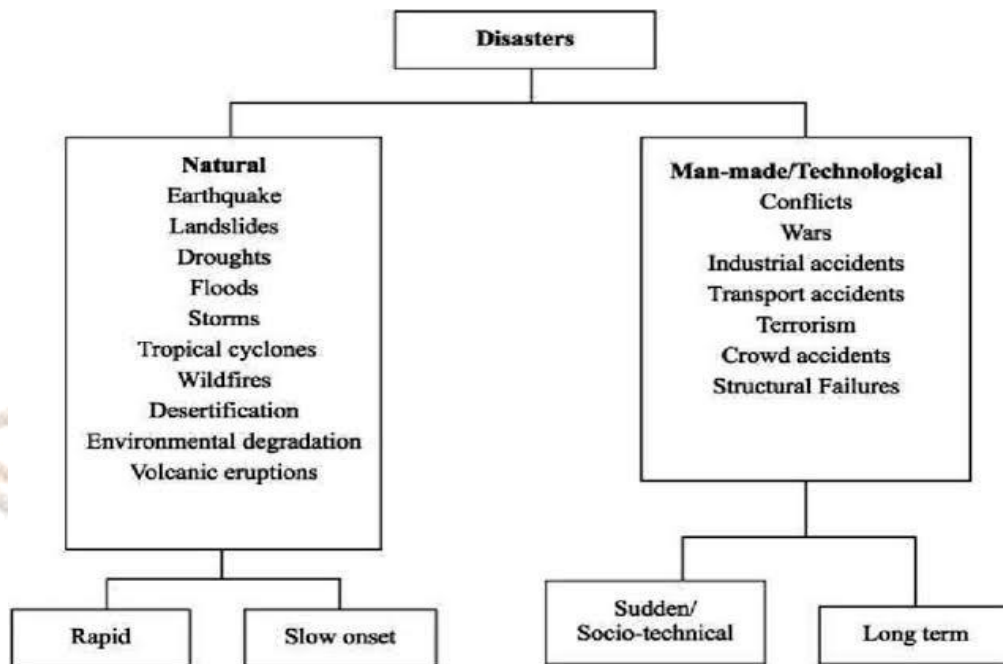 Disasters
Natural
Earthquake
Landslides
Droughts
Floods
Storms
Tropical cyclones
Wildfires
Desertification
Environmental degradation
Volcanic eruptions
Man-made/Technological
Conflicts
Wars
Industrial accidents
Transport accidents
Terrorism
Crowd accidents
Structural Failures
Rapid
Slow onset
Sudden/
Socio-technical
Long term